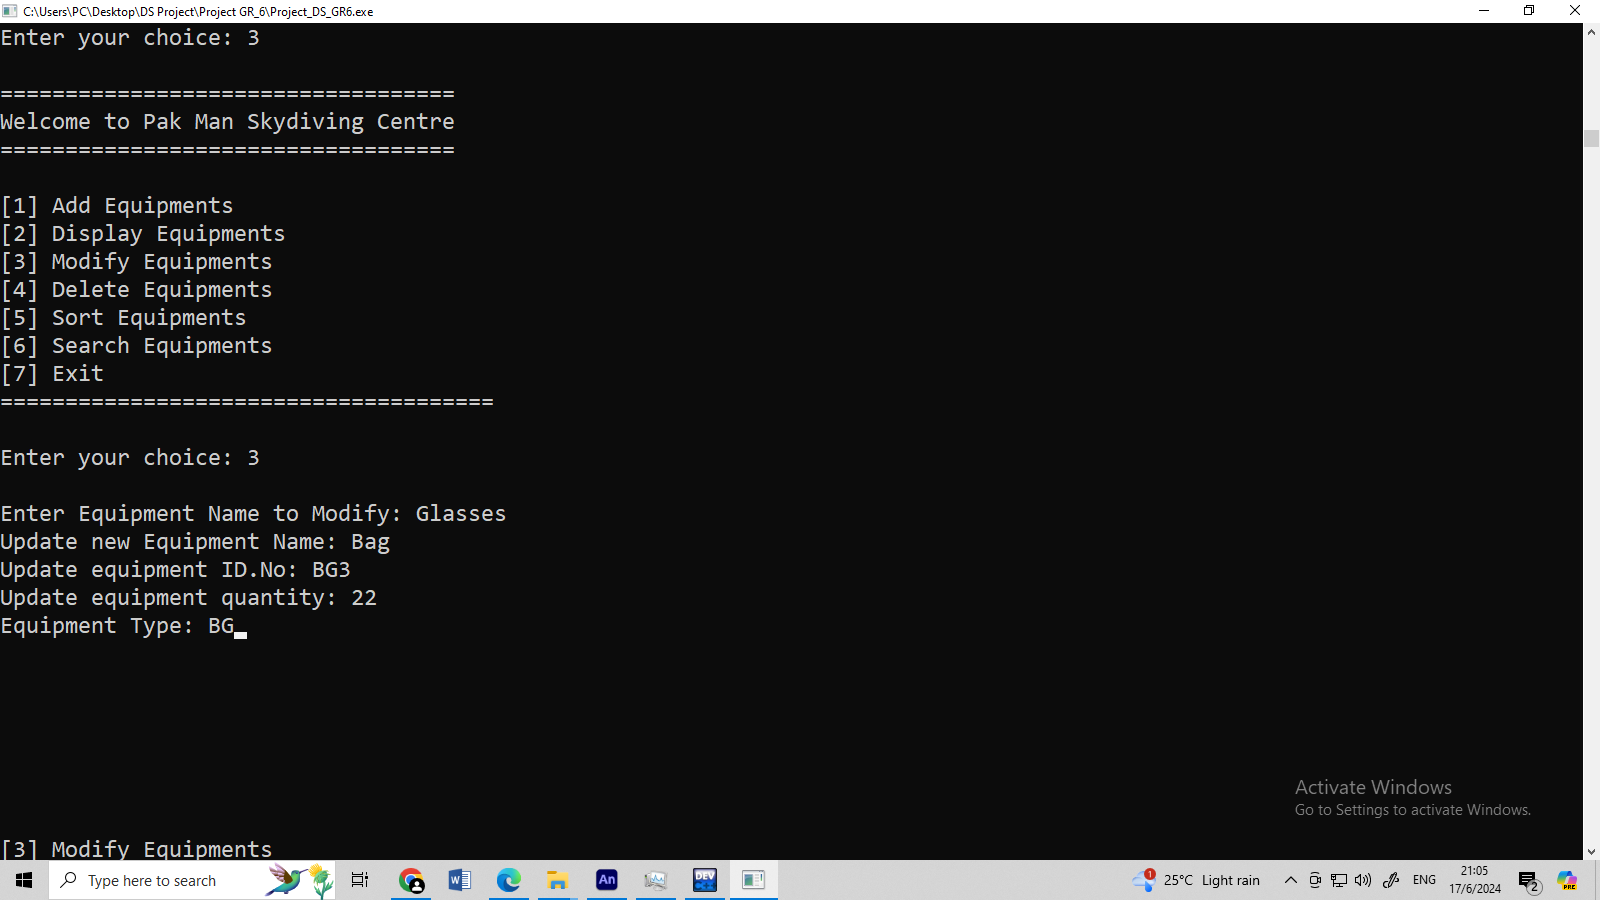 C:\Users\PC\Desktop\DS Project\Project GR_6\Project_DS_GR6.exe
Enter your choice: 3
===================================
Welcome to Pak Man Skydiving Centre
===================================
[1] Add Equipments
[2] Display Equipments
[3] Modify Equipments
[4] Delete Equipments
[5] Sort Equipments
[6] Search Equipments
[7] Exit
======================================
Enter your choice: 3
Enter Equipment Name to Modify: Glasses
Update new Equipment Name: Bag
Update equipment ID.No: BG3
Update equipment quantity: 22
Equipment Type: BG
Activate Windows
Go to Settings to activate Windows.
[3] Modify Equipments
Type here to search
An
DEV
1
25°C Light rain
ENG
21:05
17/6/2024
2
PRE